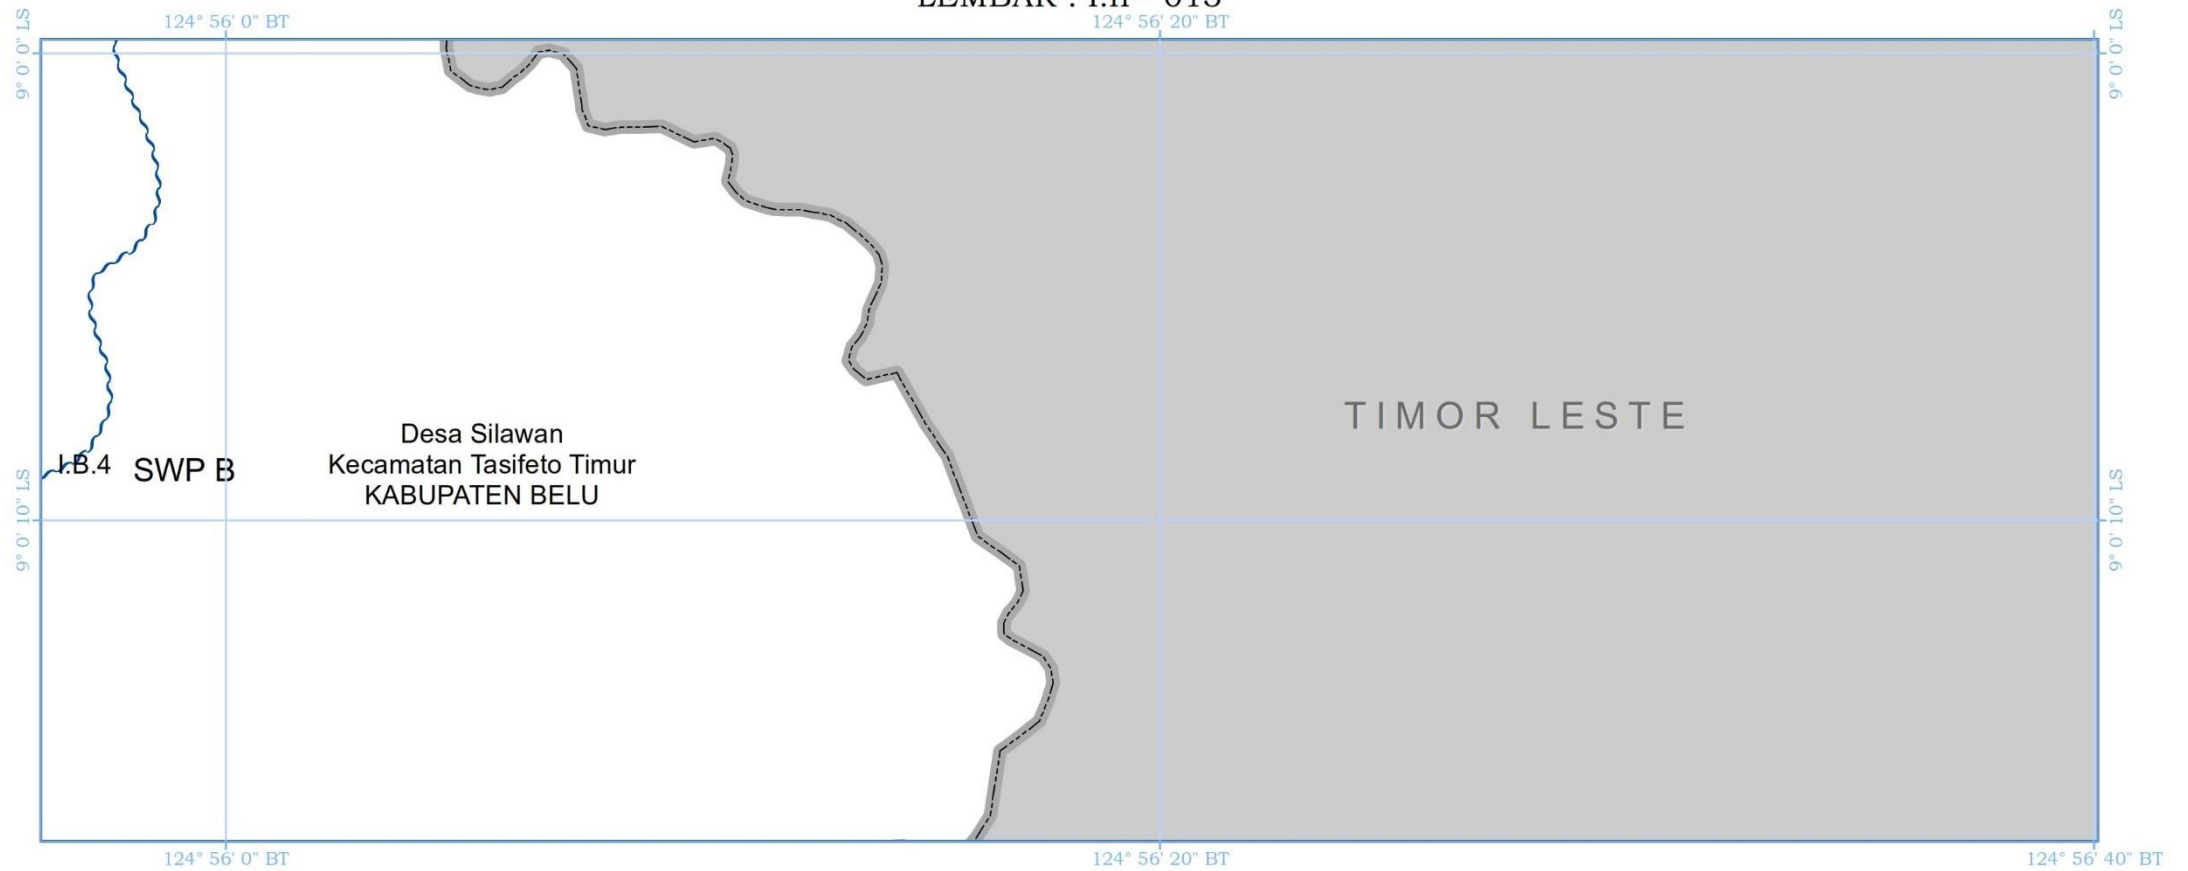 124° 56' 0" BT
124° 56' 20" BT
9° 0' 0" LS
9° 0' 0" LS
TIMOR LESTE
Desa Silawan
Kecamatan Tasifeto Timur
KABUPATEN BELU
I.B.4
SWP B
9° 0' 10" LS
9° 0' 10" LS
124° 56' 0" BT
124° 56' 20" BT
124° 56' 40" BT